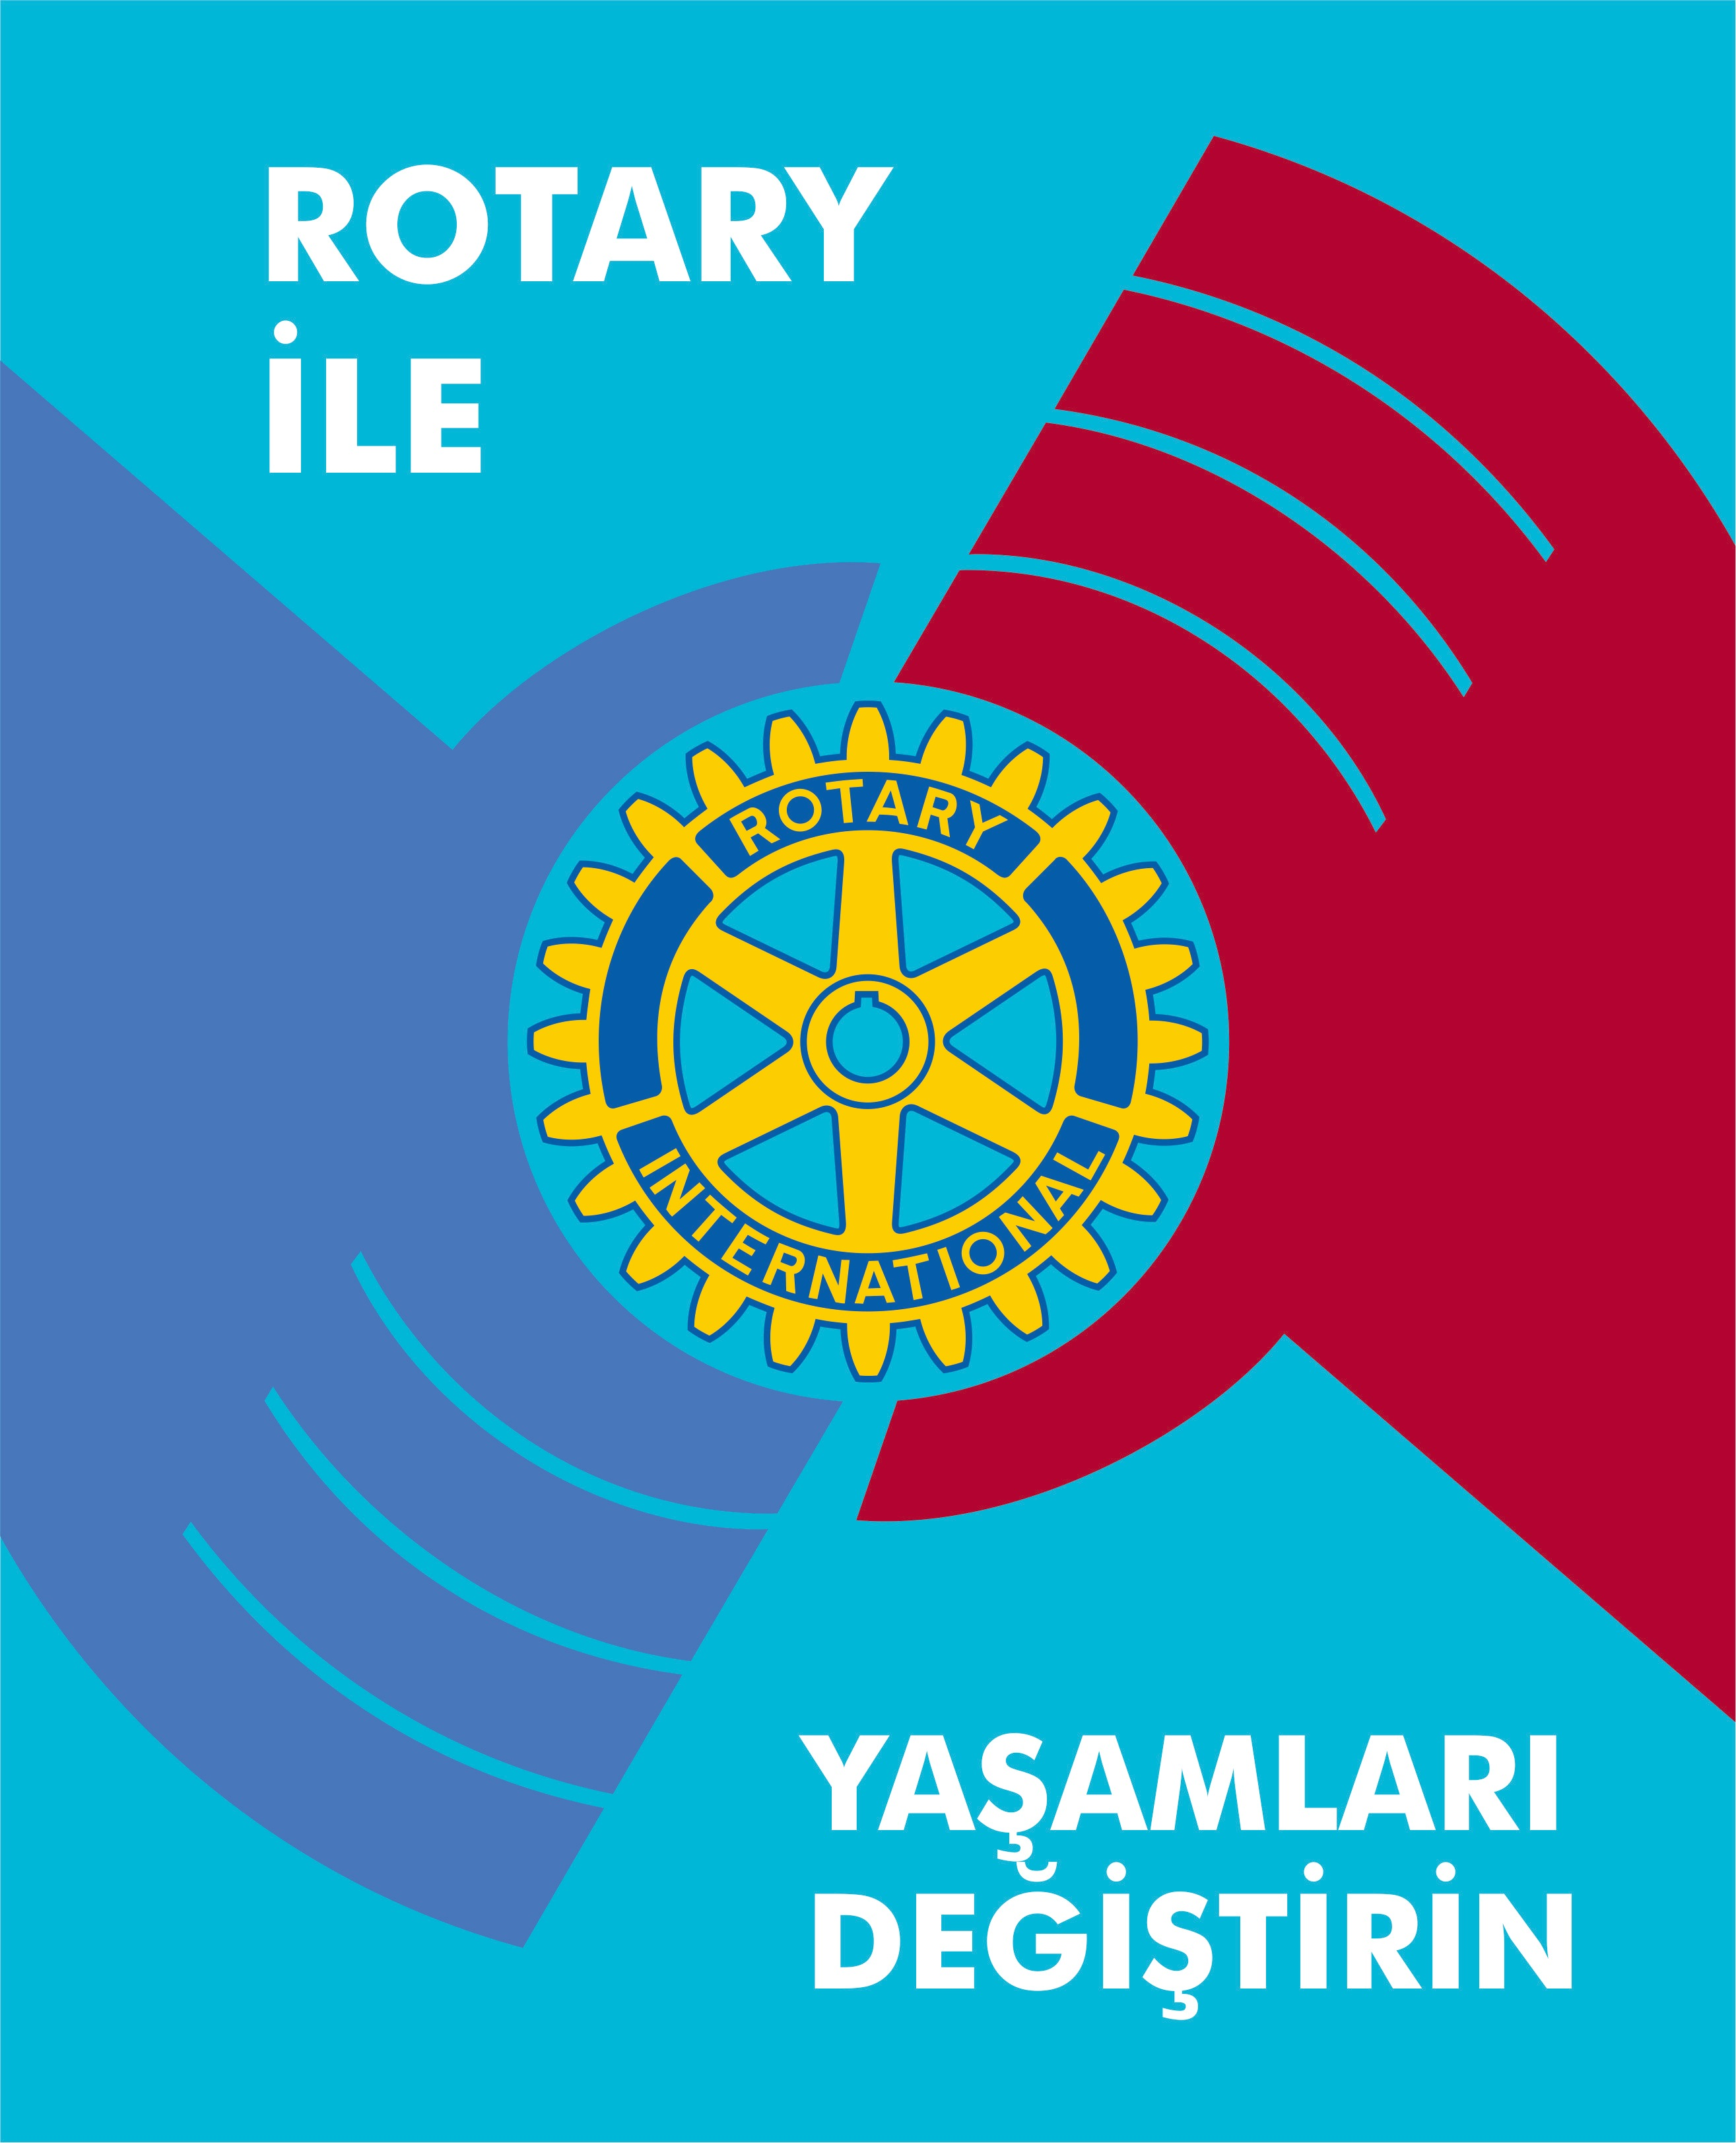 ROTARY
İLE
ROTARY
INTERNATIONAL
YAŞAMLARI
DEĞİŞTİRİN